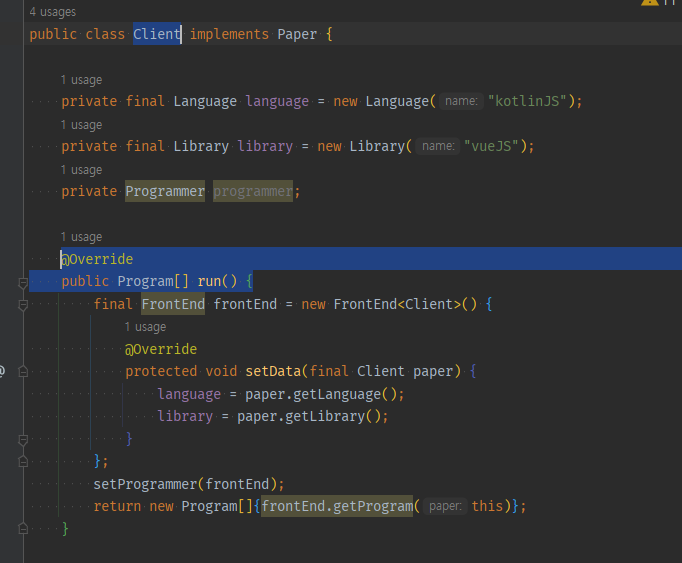 4 usages
public class Client implements Paper {
1 usage
private final Language language = new Language( name: "kotlinJS");
1 usage
private final Library library = new Library( name: "vueJS");
1 usage
private Programmer programmer;
1 usage
@Override
public Program[] run() {
final FrontEnd frontEnd = new FrontEnd<Client>() {
1 usage
@Override
protected void setData(final Client paper) {
language = paper.getLanguage();
library = paper.getLibrary();
}
};
setProgrammer(frontEnd);
return new Program[]{frontEnd.getProgram( paper: this)};
}